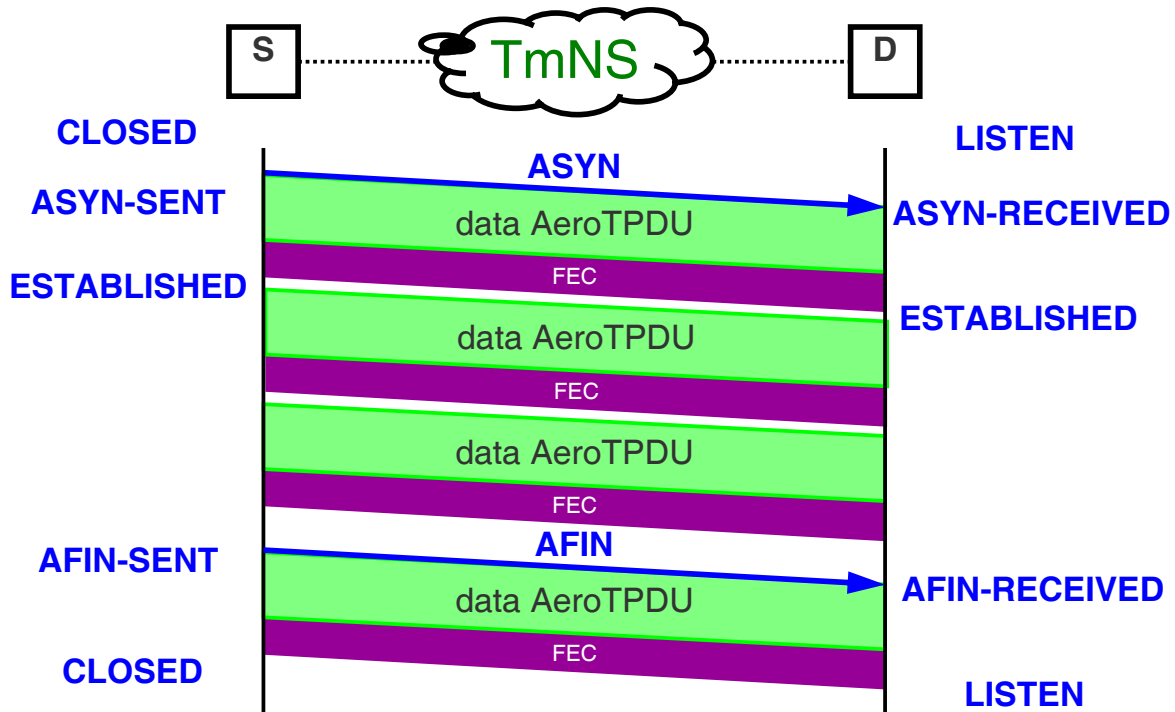 S
TmNS
D
CLOSED
LISTEN
ASYN
ASYN-SENT
data AeroTPDU
ASYN-RECEIVED
FEC
ESTABLISHED
ESTABLISHED
data AeroTPDU
FEC
data AeroTPDU
FEC
AFIN
AFIN-SENT
data AeroTPDU
AFIN-RECEIVED
FEC
CLOSED
LISTEN